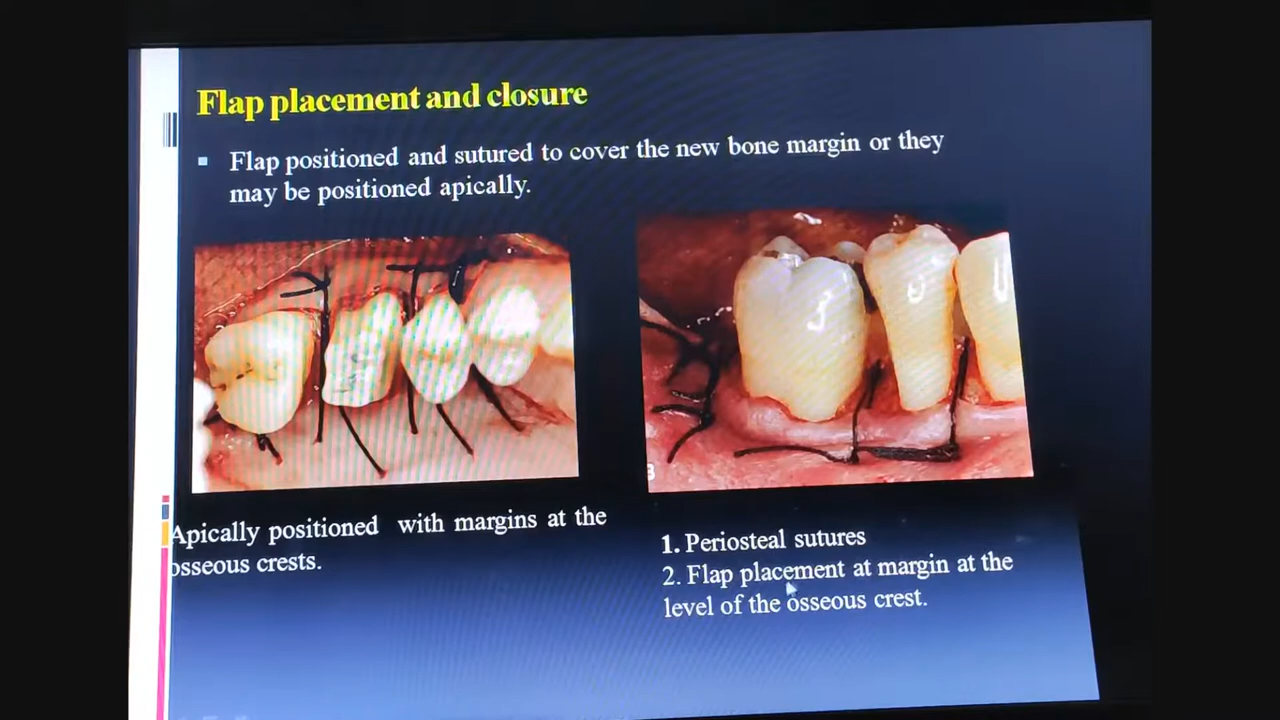 Flap placement and closure
Flap positioned and sutured to cover the new bone margin or they
may be positioned apically.
Apically positioned with margins at the
osseous crests.
1. Periosteal sutures
2. Flap placement at margin at the
level of the osseous crest.